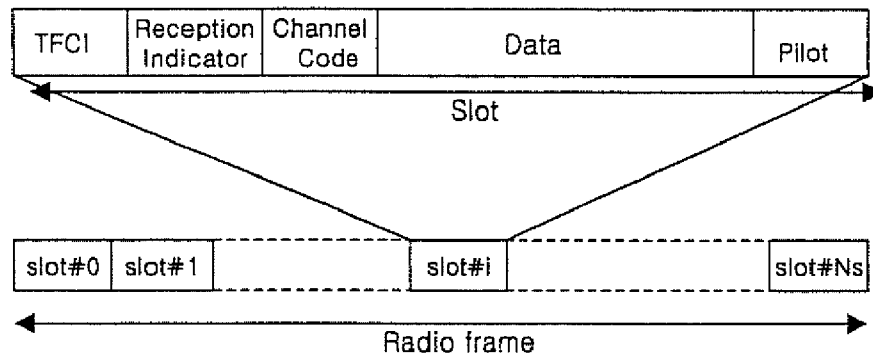 TFCI
Reception
Indicator
Channel
Code
Data
Pilot
Slot
slot#0
slot#1
slot#i
slot#Ns
Radio frame